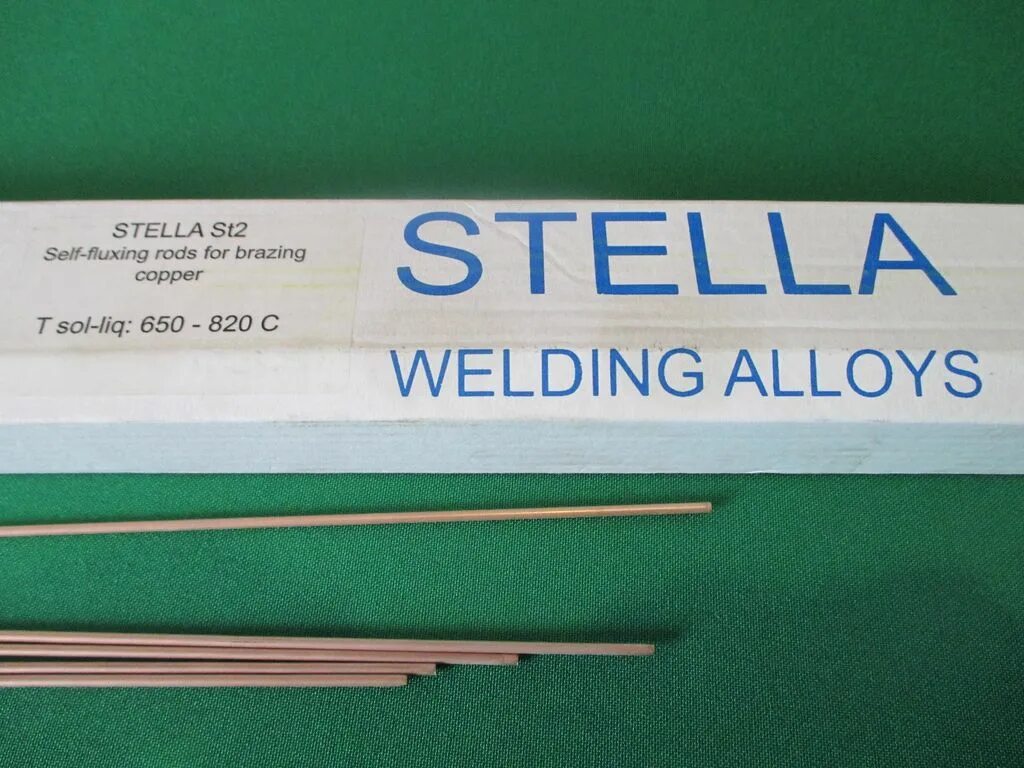 STELLA St2
Self-fluxing rods for brazing
copper
T sol-liq: 650 - 820 C
STELLA
WELDING ALLOYS